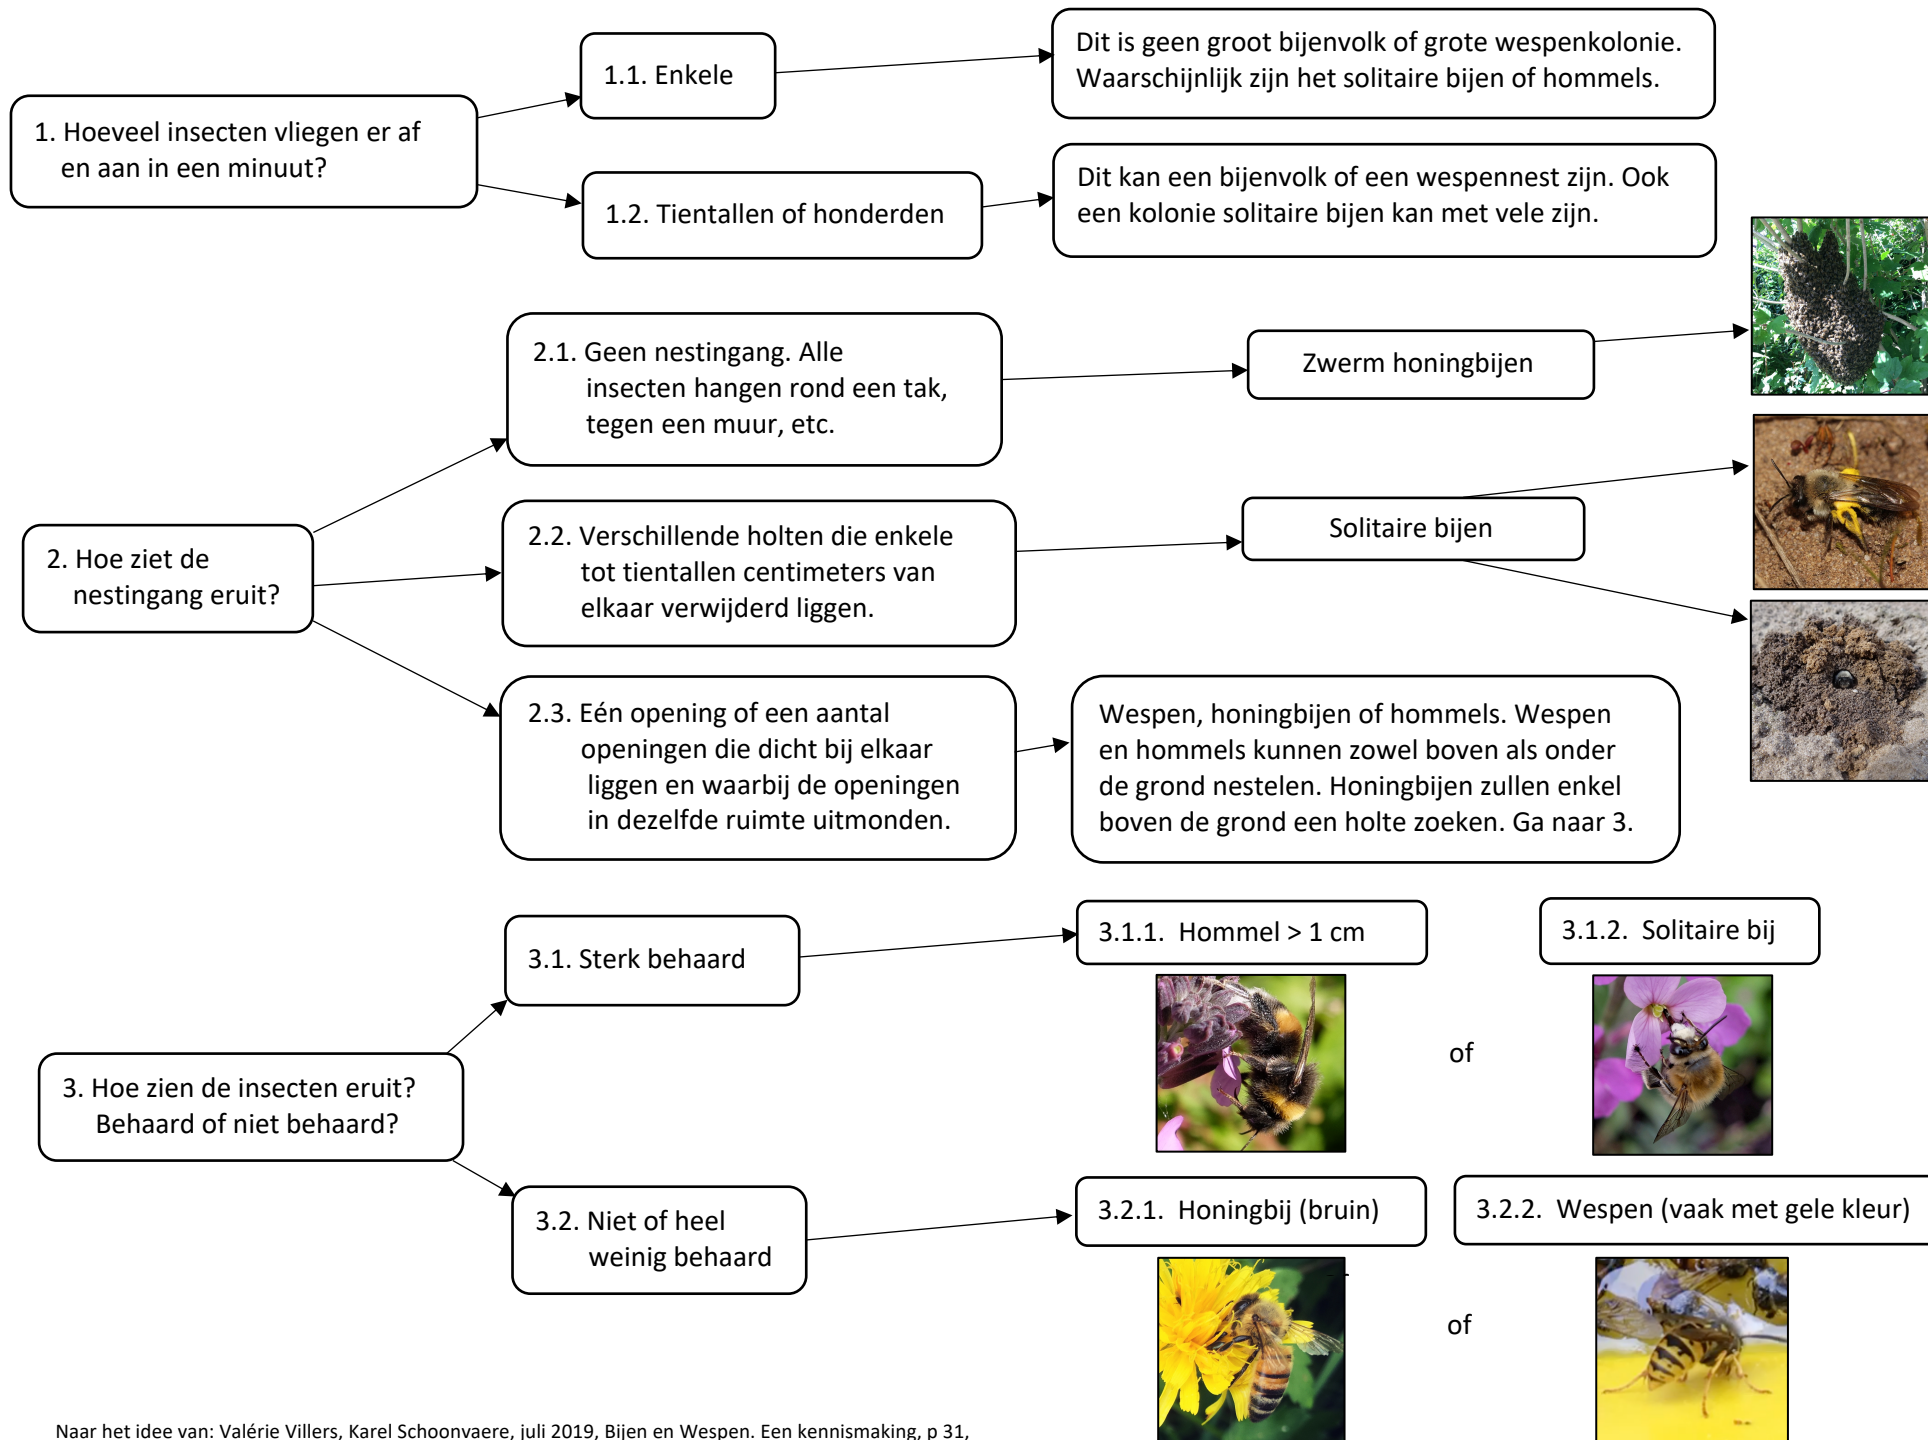 1. Hoeveel insecten vliegen er af
en aan in een minuut?
1.1. Enkele
Dit is geen groot bijenvolk of grote wespenkolonie.
Waarschijnlijk zijn het solitaire bijen of hommels.
1.2. Tientallen of honderden
Dit kan een bijenvolk of een wespennest zijn. Ook
een kolonie solitaire bijen kan met vele zijn.
2. Hoe ziet de
nestingang eruit?
2.1. Geen nestingang. Alle
insecten hangen rond een tak,
tegen een muur, etc.
Zwerm honingbijen
2.2. Verschillende holten die enkele
tot tientallen centimeters van
elkaar verwijderd liggen.
Solitaire bijen
2.3. Eén opening of een aantal
openingen die dicht bij elkaar
liggen en waarbij de openingen
in dezelfde ruimte uitmonden.
Wespen, honingbijen of hommels. Wespen
en hommels kunnen zowel boven als onder
de grond nestelen. Honingbijen zullen enkel
boven de grond een holte zoeken. Ga naar 3.
3. Hoe zien de insecten eruit?
Behaard of niet behaard?
3.1. Sterk behaard
3.1.1. Hommel > 1 cm
of
3.1.2. Solitaire bij
3.2. Niet of heel
weinig behaard
3.2.1. Honingbij (bruin)
of
3.2.2. Wespen (vaak met gele kleur)
Naar het idee van: Valérie Villers, Karel Schoonvaere, juli 2019, Bijen en Wespen. Een kennismaking, p 31,